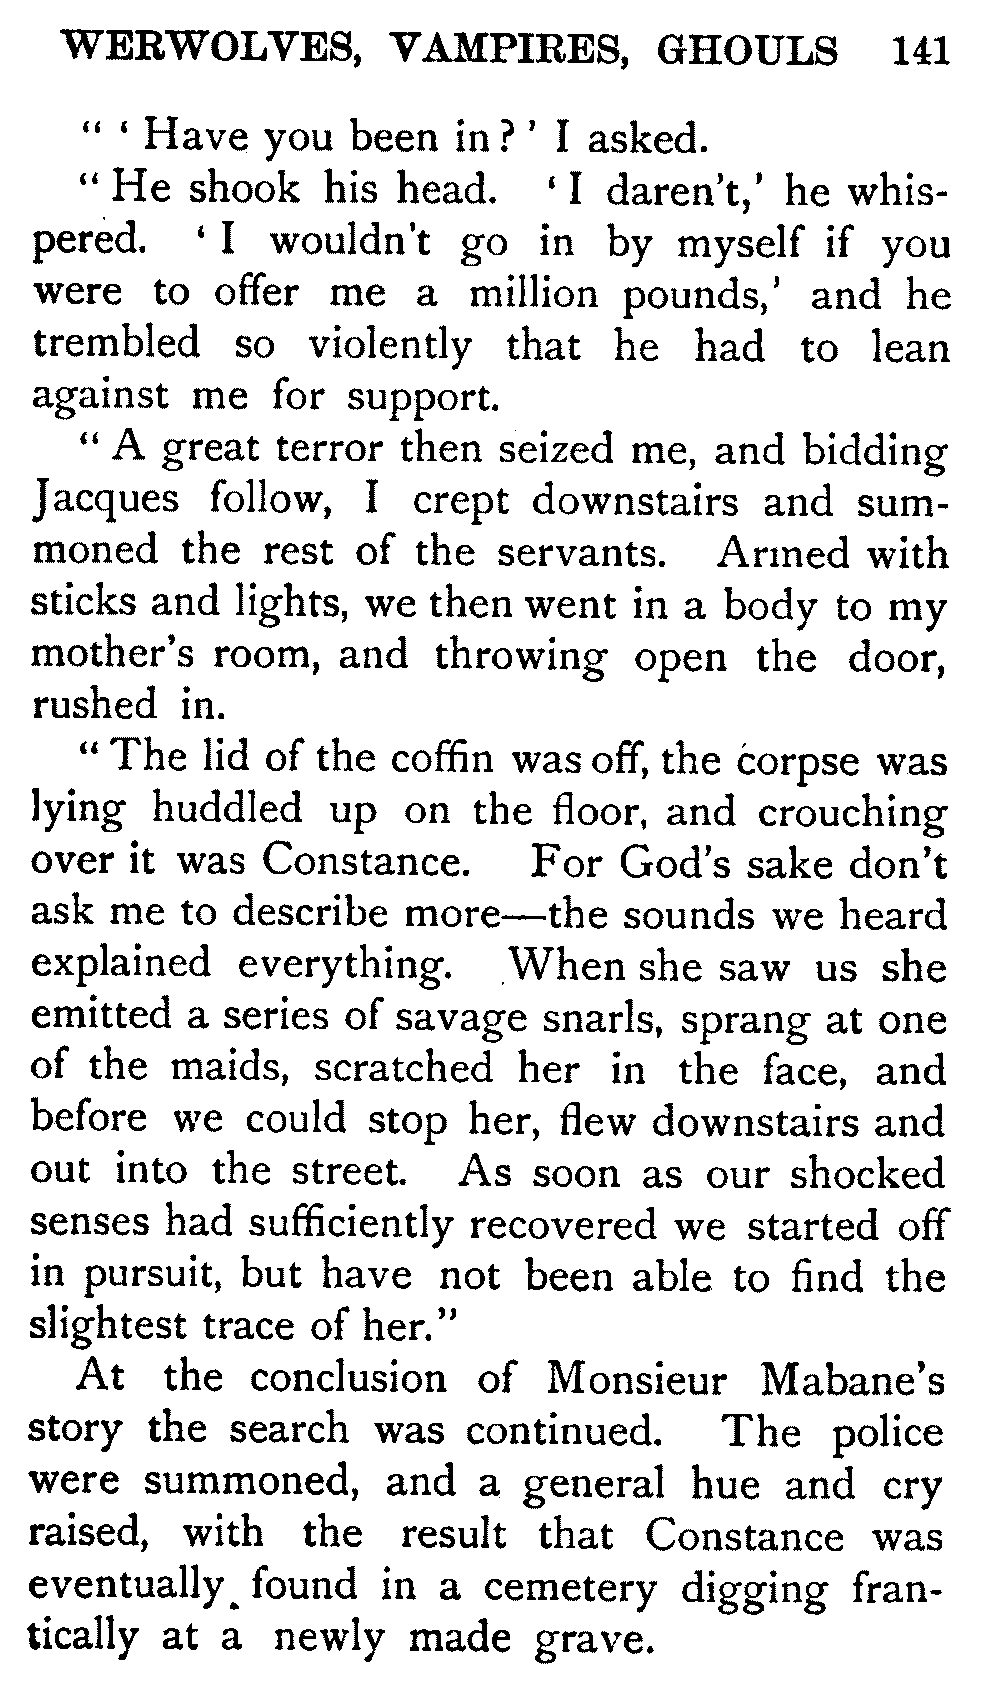 WERWOLVES, VAMPIRES, GHOULS 141
" ' Have you been in ? ' I asked.
" He shook his head. ' I daren't,' he whis-
pered. ' I wouldn't go in by myself if you
were to offer me a million pounds,' and he
trembled so violently that he had to lean
against me for support.
" A great terror then seized me, and bidding
Jacques follow, I crept downstairs and sum-
moned the rest of the servants. Armed with
sticks and lights, we then went in a body to my
mother's room, and throwing open the door,
rushed in.
" The lid of the coffin was off, the corpse was
lying huddled up on the floor, and crouching
over it was Constance. For God's sake don't
ask me to describe more—the sounds we heard
explained everything. When she saw us she
emitted a series of savage snarls, sprang at one
of the maids, scratched her in the face, and
before we could stop her, flew downstairs and
out into the street. As soon as our shocked
senses had sufficiently recovered we started off
in pursuit, but have not been able to find the
slightest trace of her."
At the conclusion of Monsieur Mabane's
story the search was continued. The police
were summoned, and a general hue and cry
raised, with the result that Constance was
eventually found in a cemetery digging fran-
tically at a newly made grave.